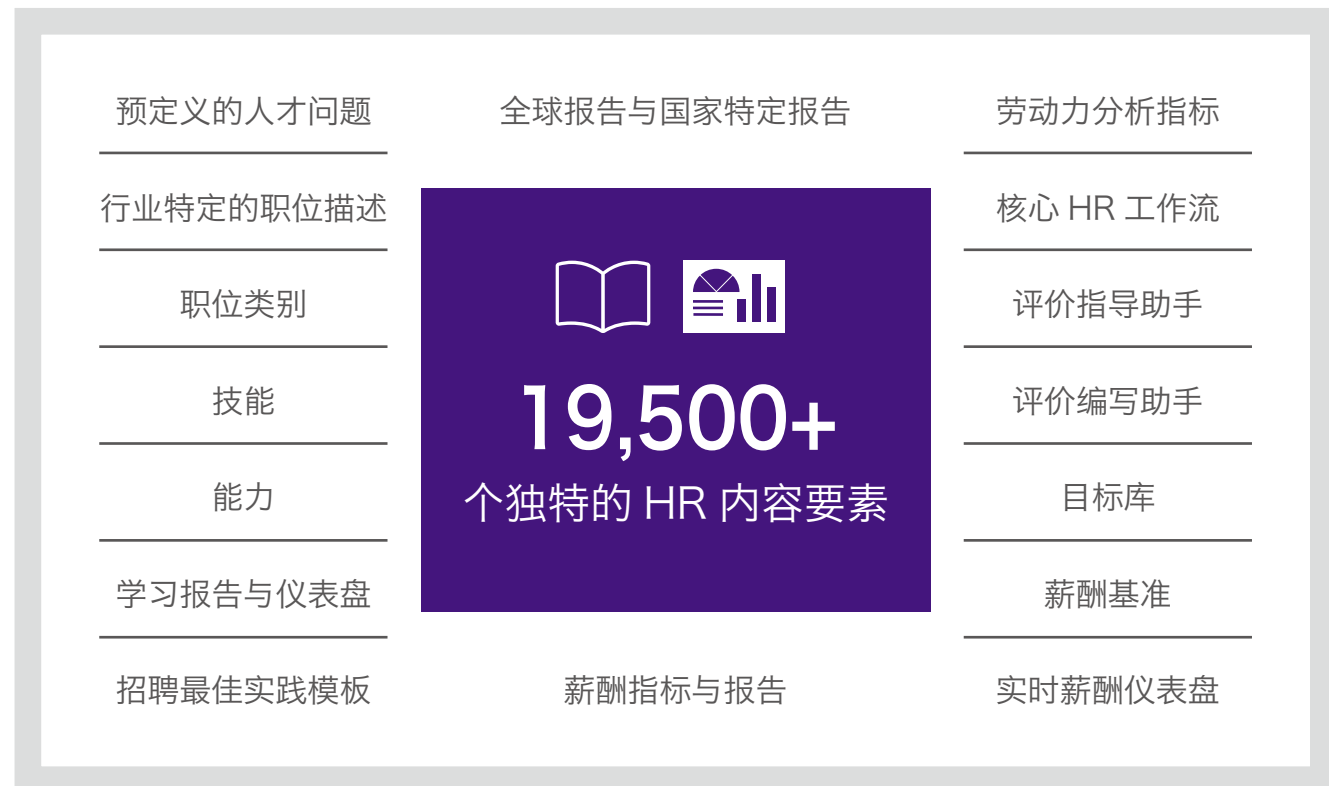 预定义的人才问题
行业特定的职位描述
职位类别
技能
能力
学习报告与仪表盘
招聘最佳实践模板
全球报告与国家特定报告
19,500+
个独特的 HR 内容要素
薪酬指标与报告
劳动力分析指标
核心 HR 工作流
评价指导助手
评价编写助手
目标库
薪酬基准
实时薪酬仪表盘